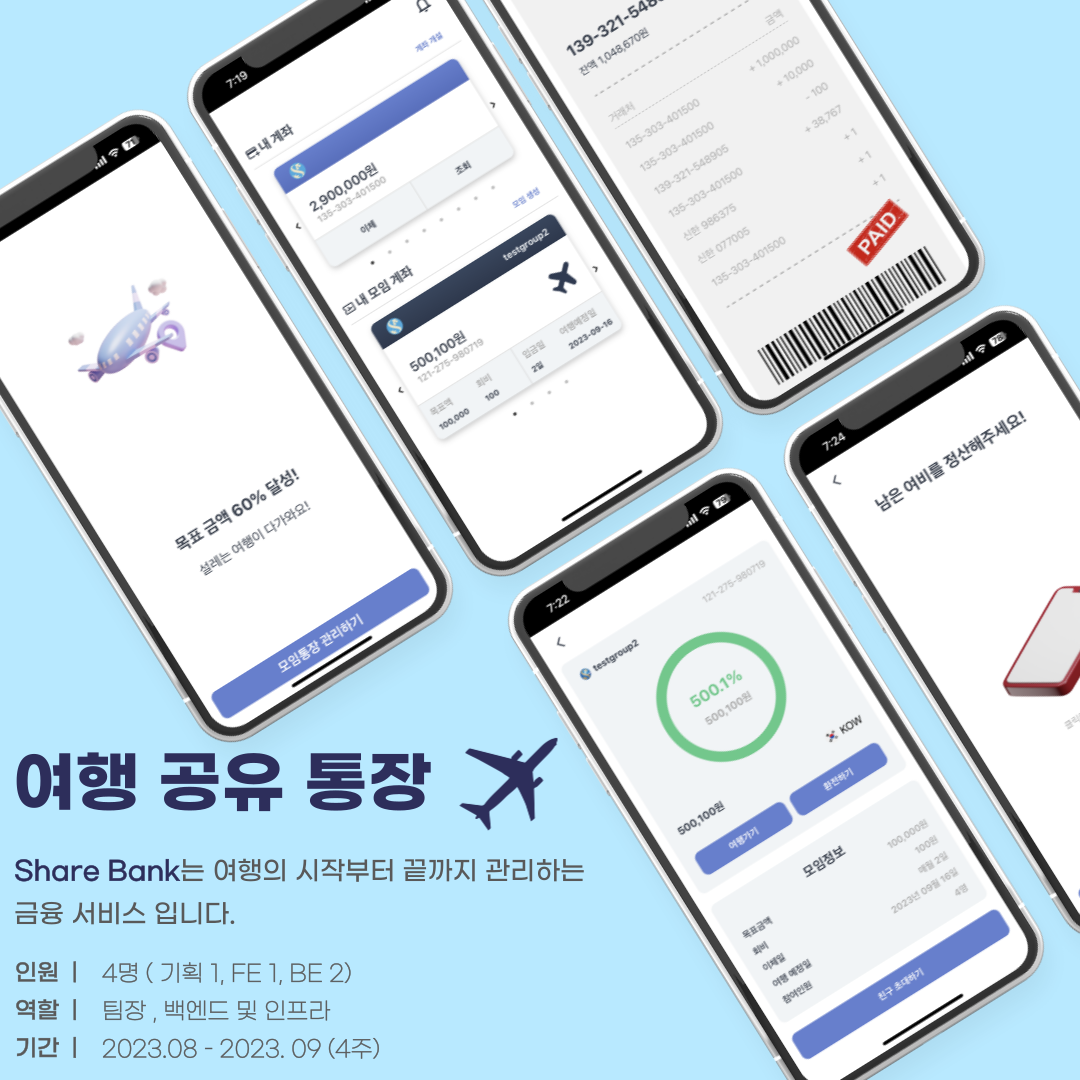 71
목표 금액 60% 달성!
설레는 여행이 다가와요!
모임통장 관리하기
7:19
계좌 개설
내 계좌
2,900,000원
135-303-401500
이체
조회
모임 생성
내 모임 계좌
testgroup2
500,100원
121-275-980719
목표액 회비 입금일 여행예정일
100,000 100 2일 2023-09-16
잔액 1,048,670원
거래처 금액
135-303-401500 + 1,000,000
135-303-401500 + 10,000
139-321-548905 - 100
135-303-401500 + 38,767
신한 986375 + 1
신한 077005 + 1
135-303-401500 + 1
PAID
7:22
79
121-275-980719
testgroup2
500.1%
500,100원
KOW
500,100원
여행가기
환전하기
모임정보
목표금액 100,000원
회비 100원
이체일 매월 2일
여행 예정일 2023년 09월 16일
참여인원 4명
친구 초대하기
7:24
78
남은 여비를 정산해주세요!
여행 공유 통장
Share Bank는 여행의 시작부터 끝까지 관리하는
금융 서비스 입니다.
인원 | 4명 ( 기획 1, FE 1, BE 2)
역할 | 팀장 , 백엔드 및 인프라
기간 | 2023.08 - 2023. 09 (4주)